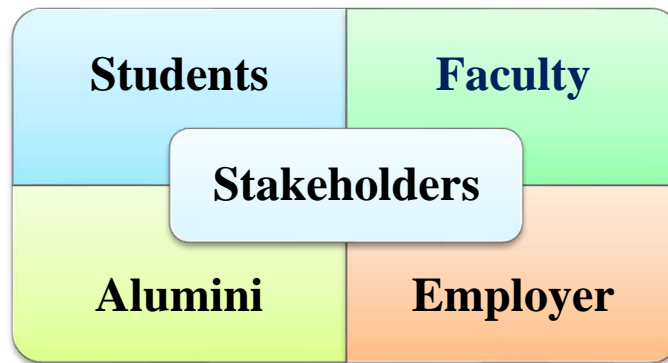 Students
Faculty
Stakeholders
Alumini
Employer